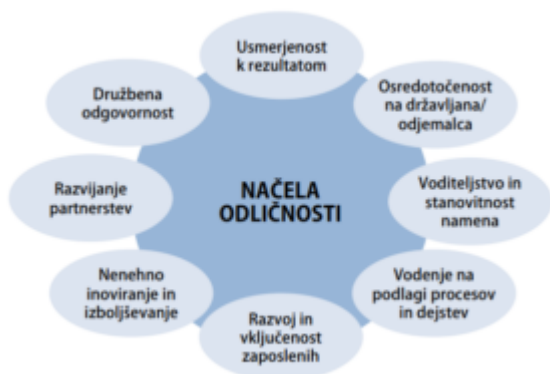 Usmerjenost
k rezultatom
Osredotočenost
na državljana/
odjemalca
Voditeljstvo in
stanovitnost
namena
Vodenje na
podlagi procesov
in dejstev
Razvoj in
vključenost
zaposlenih
Nenehno
inoviranje in
izboljševanje
Razvijanje
partnerstev
Družbena
odgovornost
NAČELA
ODLIČNOSTI